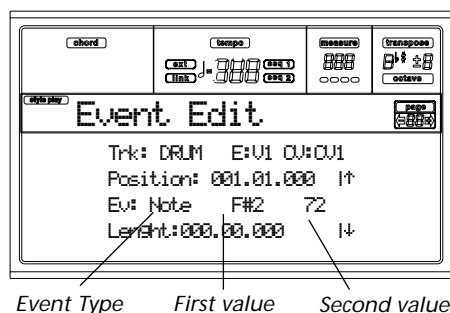 chord tempo measure transpose
ext seq 1
link seq 2
octave
style play
Event Edit
page
Trk: DRUM E:V1 CV:CV1
Position: 001.01.000
Ev: Note F#2 72
Lenght:000.00.000
Event Type First value Second value